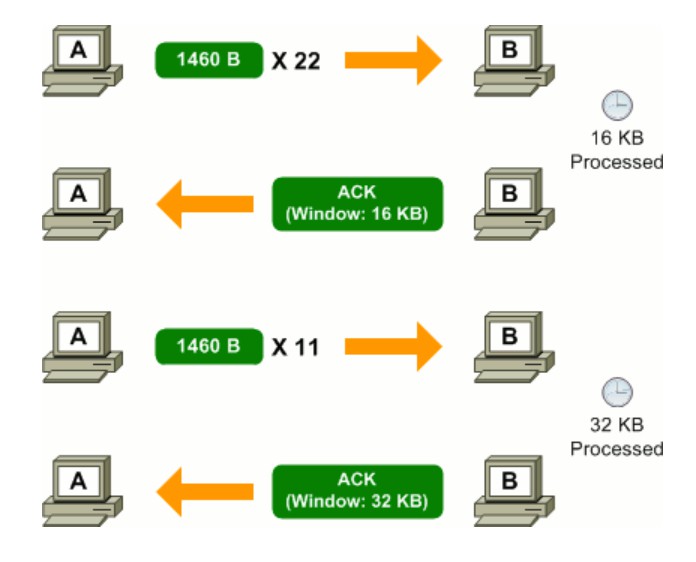 A
1460 B X 22
B
16 KB
Processed
A
ACK
(Window: 16 KB)
B
A
1460 B X 11
B
32 KB
Processed
A
ACK
(Window: 32 KB)
B